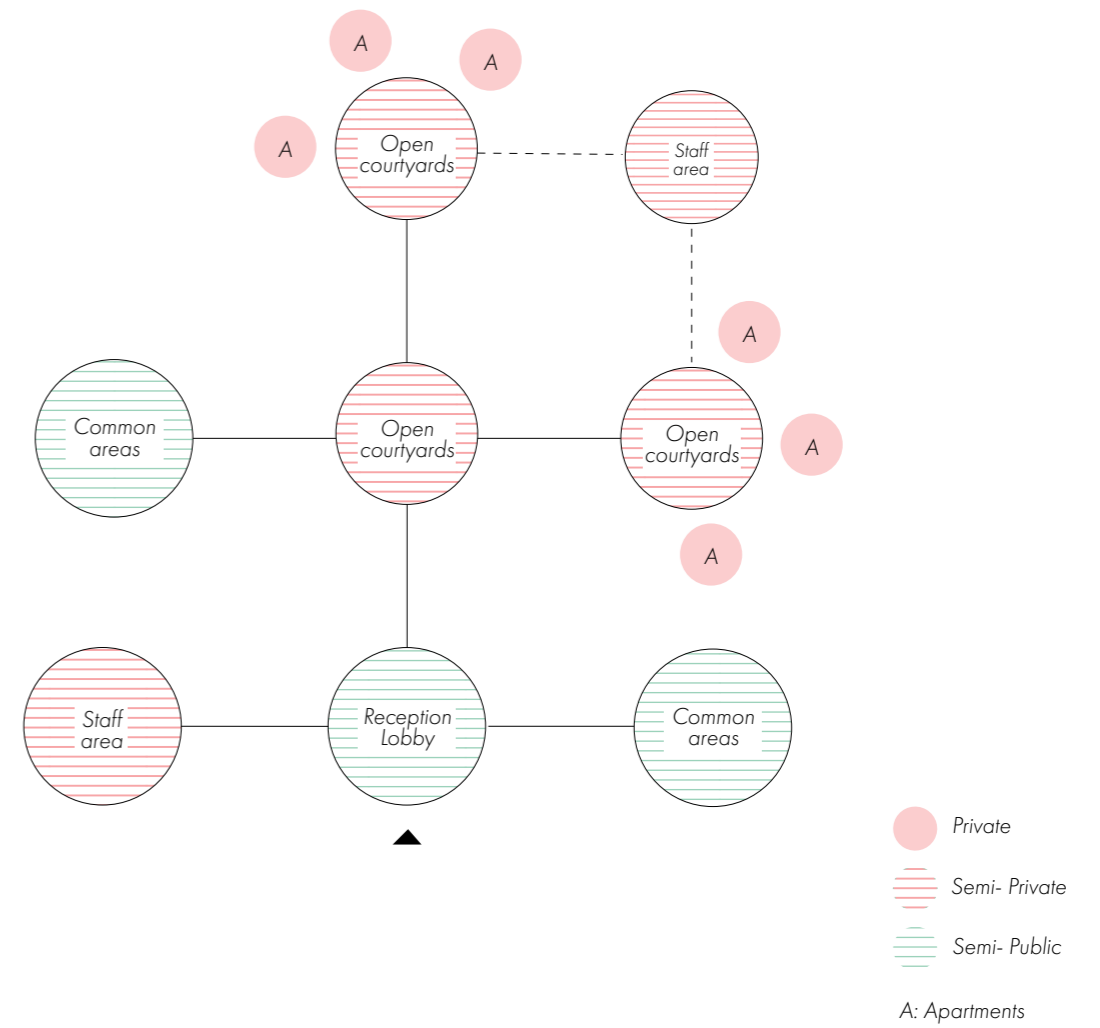 A
A
A
Open
courtyards
Staff
area
A
Common
areas
Open
courtyards
Open
courtyards
A
A
Staff
area
Reception
Lobby
Common
areas
Private
Semi- Private
Semi- Public
A: Apartments